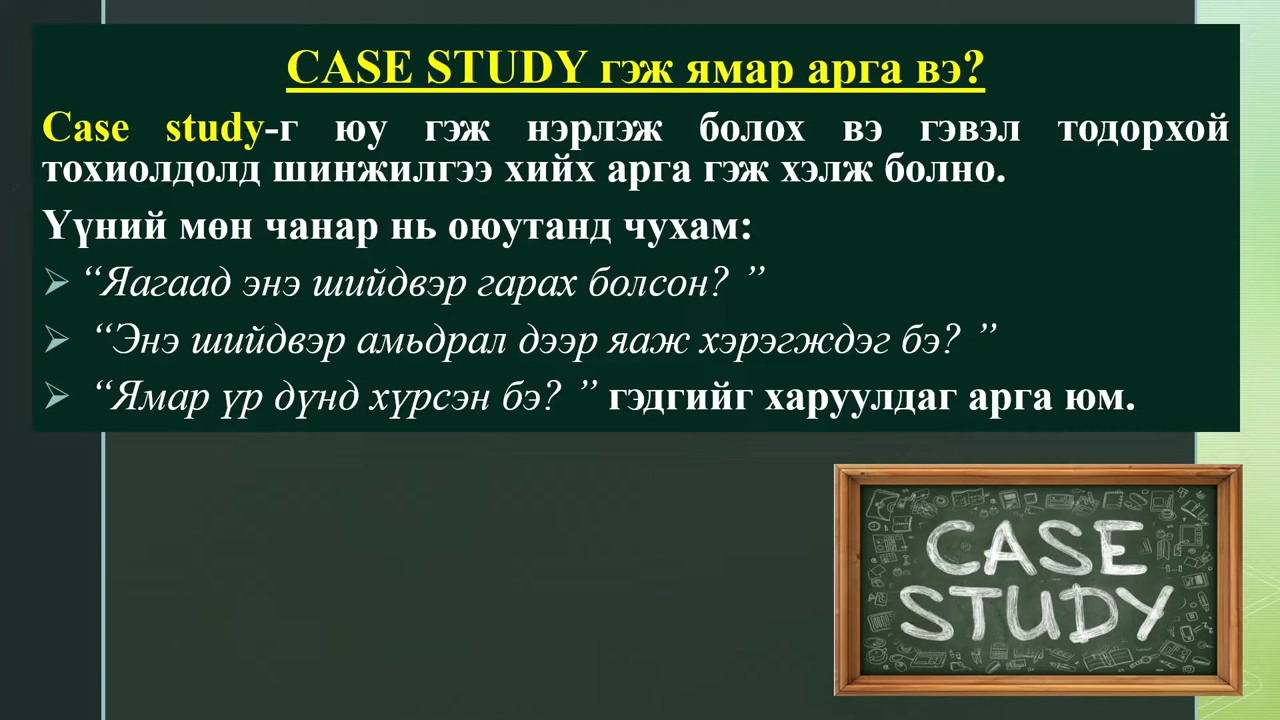 CASE STUDY гэж ямар арга вэ?
Case study-г юу гэж нэрлэж болох вэ гэвэл тодорхой
тохиолдолд шинжилгээ хийх арга гэж хэлж болно.
Үүний мөн чанар нь оюутанд чухам:
“Яагаад энэ шийдвэр гарах болсон? ”
“Энэ шийдвэр амьдрал дээр яаж хэрэгждэг бэ? ”
“Ямар үр дүнд хүрсэн бэ? ” гэдгийг харуулдаг арга юм.
CASE
STUDY